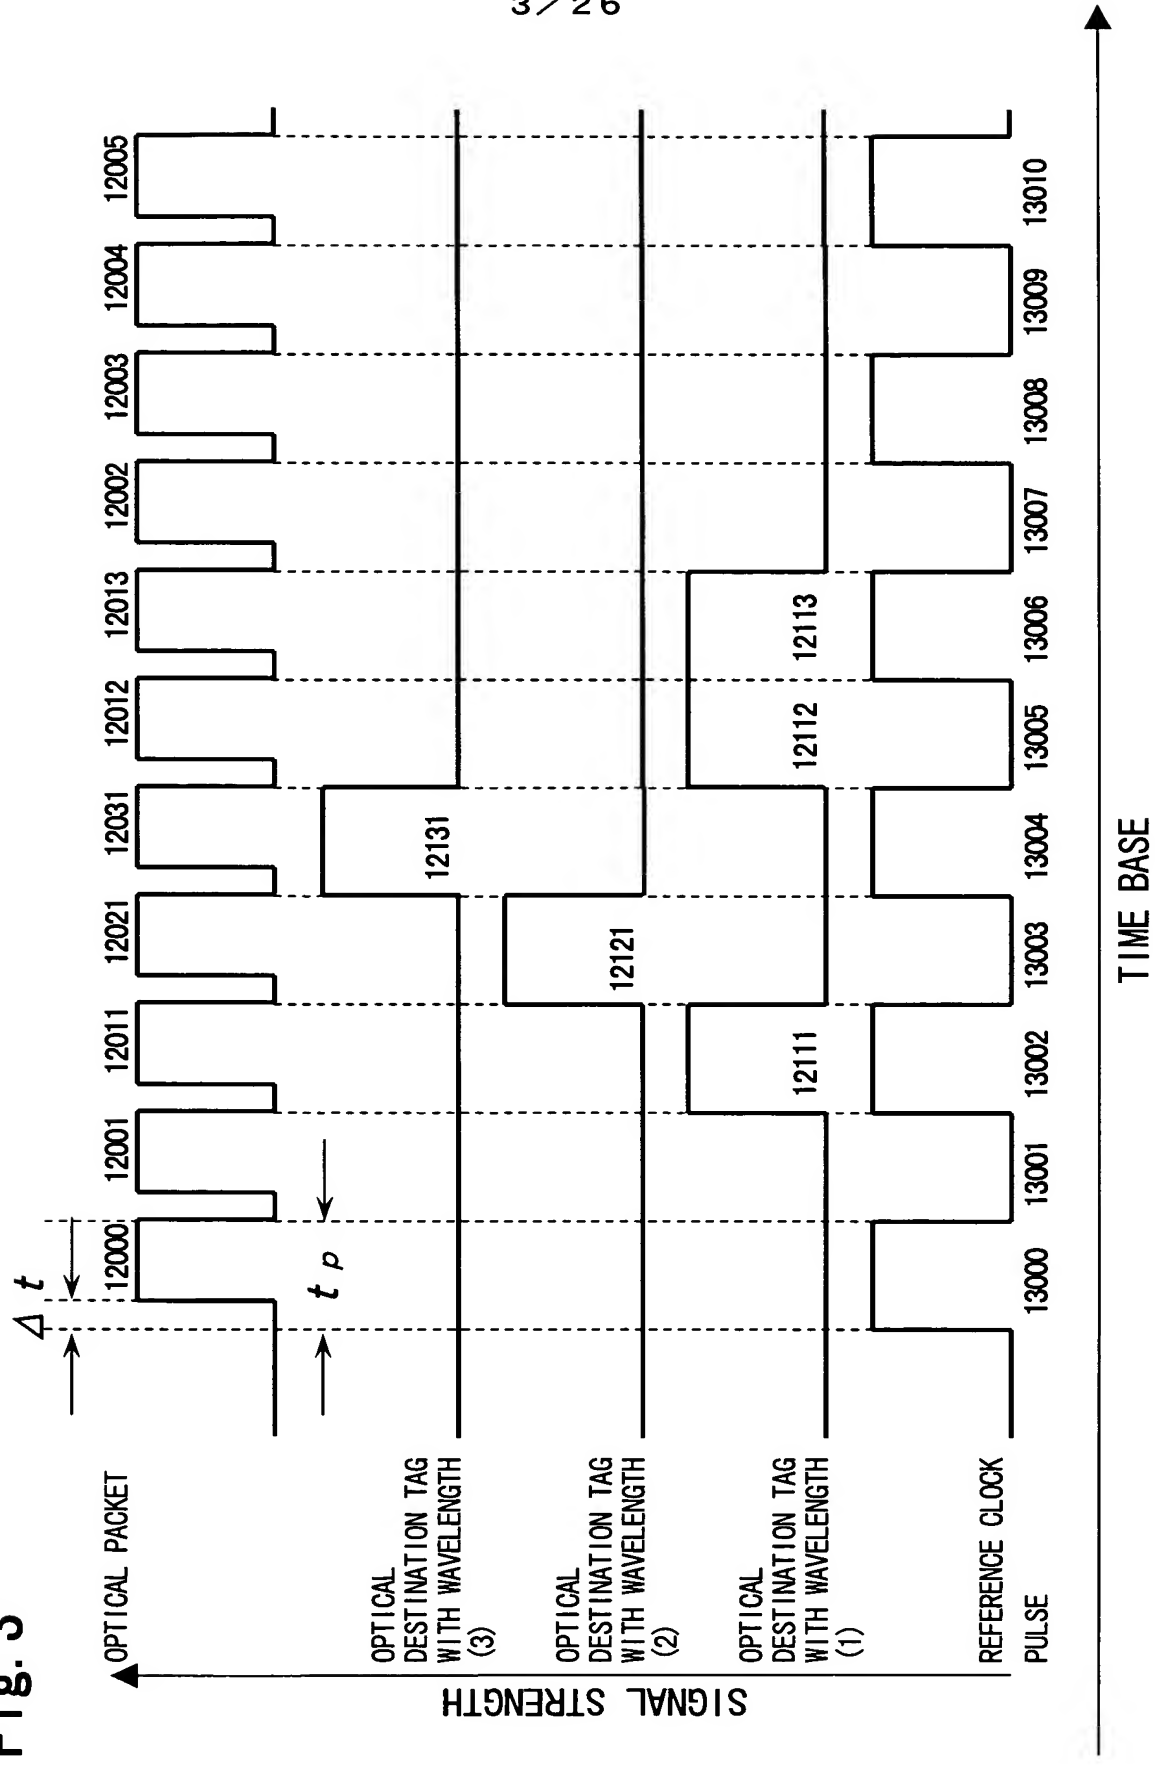 3/26
Fig. 3
Δt
OPTICAL PACKET
12000
12001
12011
12021
12031
12012
12013
12002
12003
12004
12005
tp
OPTICAL
DESTINATION TAG
WITH WAVELENGTH
(3)
12131
OPTICAL
DESTINATION TAG
WITH WAVELENGTH
(2)
12121
OPTICAL
DESTINATION TAG
WITH WAVELENGTH
(1)
12111
12112
12113
REFERENCE CLOCK
PULSE
13000
13001
13002
13003
13004
13005
13006
13007
13008
13009
13010
SIGNAL STRENGTH
TIME BASE